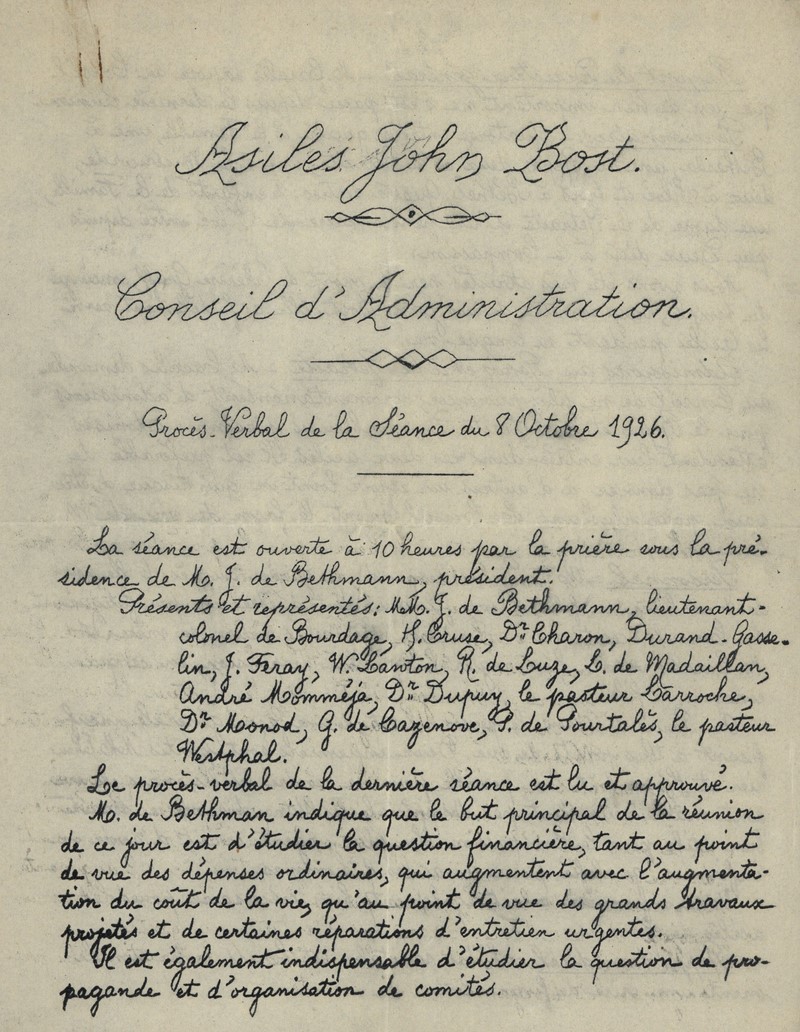 Asiles John Bost.
Conseil d'Administration.
Procès-Verbal de la Séance du 8 Octobre 1926.
La séance est ouverte à 10 heures par la prière sous la pré-
sidence de M. J. de Bethmann, président.
Présents et représentés: M.M. J. de Bethmann, lieutenant-
colonel de Bourdage, H. Cruse, Dr Charon, Durand-Gasse-
lin, J. Feray, W. Lawton, R. de Luze, L. de Madaillan,
André Momméja, Dr Dupuy, le pasteur Larroche,
Dr Monod, G. de Cazenove, P. de Pourtalès, le pasteur
Westphal.
Le procès-verbal de la dernière séance est lu et approuvé.
M. de Bethman indique que le but principal de la réunion
de ce jour est d'étudier la question financière, tant au point
de vue des dépenses ordinaires, qui augmentent avec l'augmenta-
tion du coût de la vie, qu'au point de vue des grands travaux
projetés et de certaines réparations d'entretien urgentes.
Il est également indispensable d'étudier la question de pro-
pagande et d'organisation de comités.